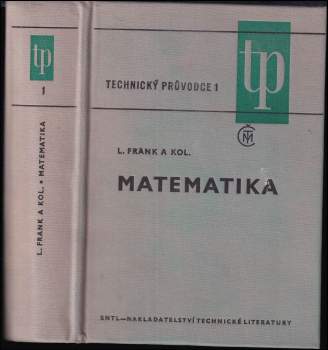 tp
1
L. FRANK A KOL. • MATEMATIKA
tp
TECHNICKÝ PRŮVODCE 1
L. FRANK A KOL.
MATEMATIKA
SNTL—NAKLADATELSTVÍ TECHNICKÉ LITERATURY